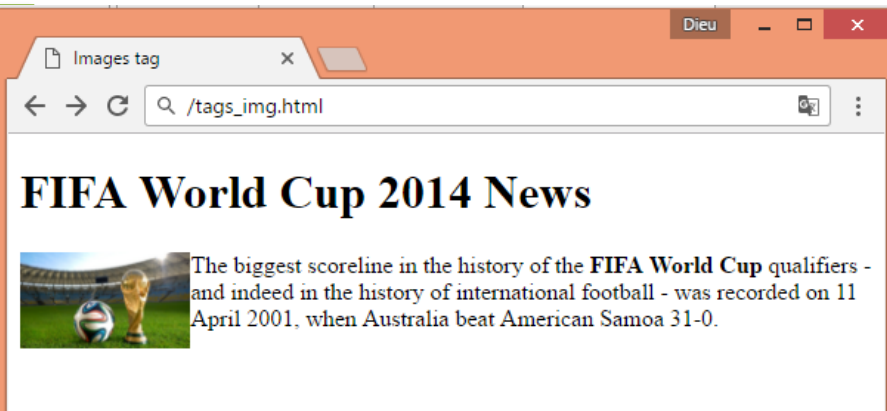 Dieu
Images tag
/tags_img.html
FIFA World Cup 2014 News
The biggest scoreline in the history of the FIFA World Cup qualifiers -
and indeed in the history of international football - was recorded on 11
April 2001, when Australia beat American Samoa 31-0.